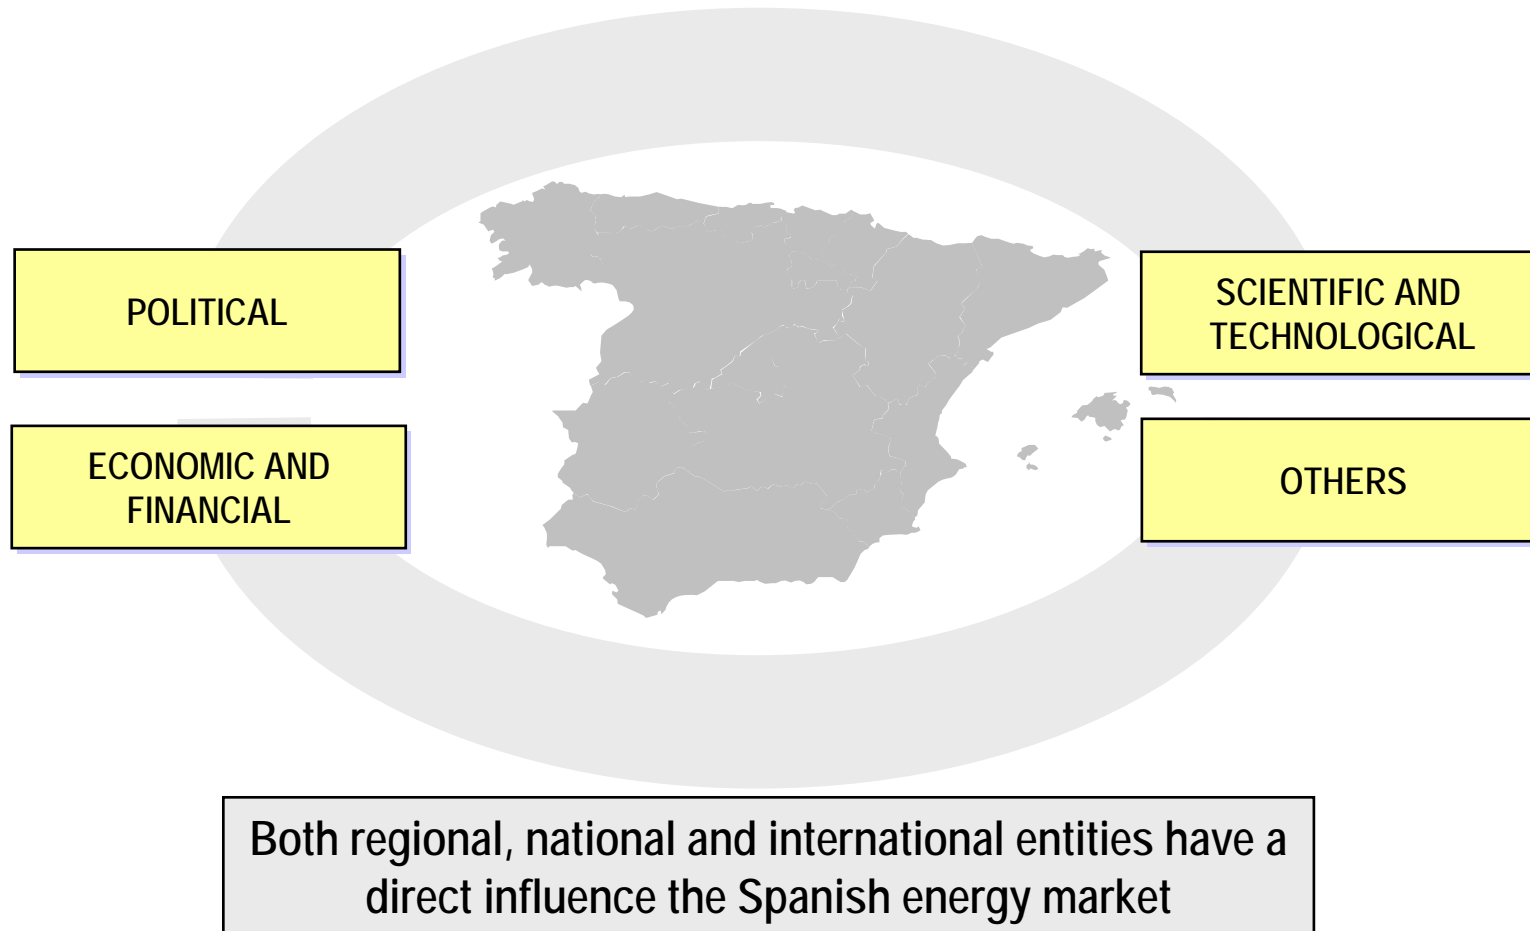 POLITICAL
ECONOMIC AND
FINANCIAL
SCIENTIFIC AND
TECHNOLOGICAL
OTHERS
Both regional, national and international entities have a
direct influence the Spanish energy market